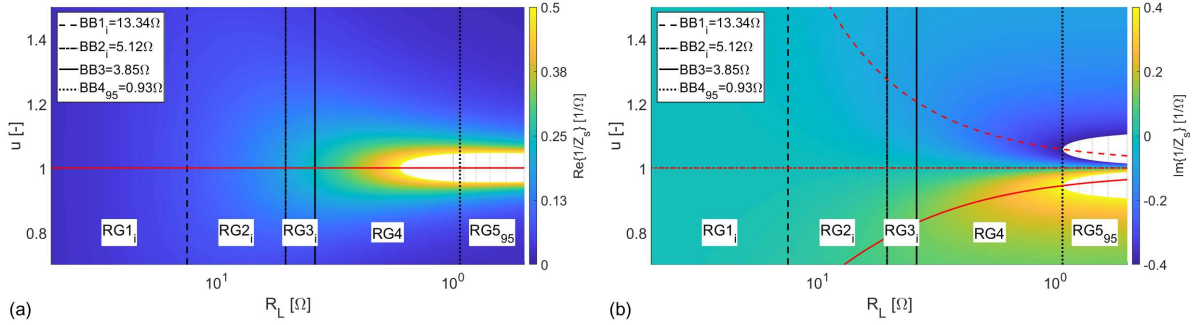 BB1ᵢ=13.34Ω
BB2ᵢ=5.12Ω
BB3=3.85Ω
BB4₉₅=0.93Ω
1.4
1.2
1
0.8
u [-]
RG1ᵢ
RG2ᵢ
RG3ᵢ
RG4
RG5₉₅
10¹
10⁰
R_L [Ω]
(a)
0.5
0.38
0.25
0.13
0
Re{1/Z_s} [1/Ω]
BB1ᵢ=13.34Ω
BB2ᵢ=5.12Ω
BB3=3.85Ω
BB4₉₅=0.93Ω
1.4
1.2
1
0.8
u [-]
RG1ᵢ
RG2ᵢ
RG3ᵢ
RG4
RG5₉₅
10¹
10⁰
R_L [Ω]
(b)
0.4
0.2
0
-0.2
-0.4
Im{1/Z_s} [1/Ω]